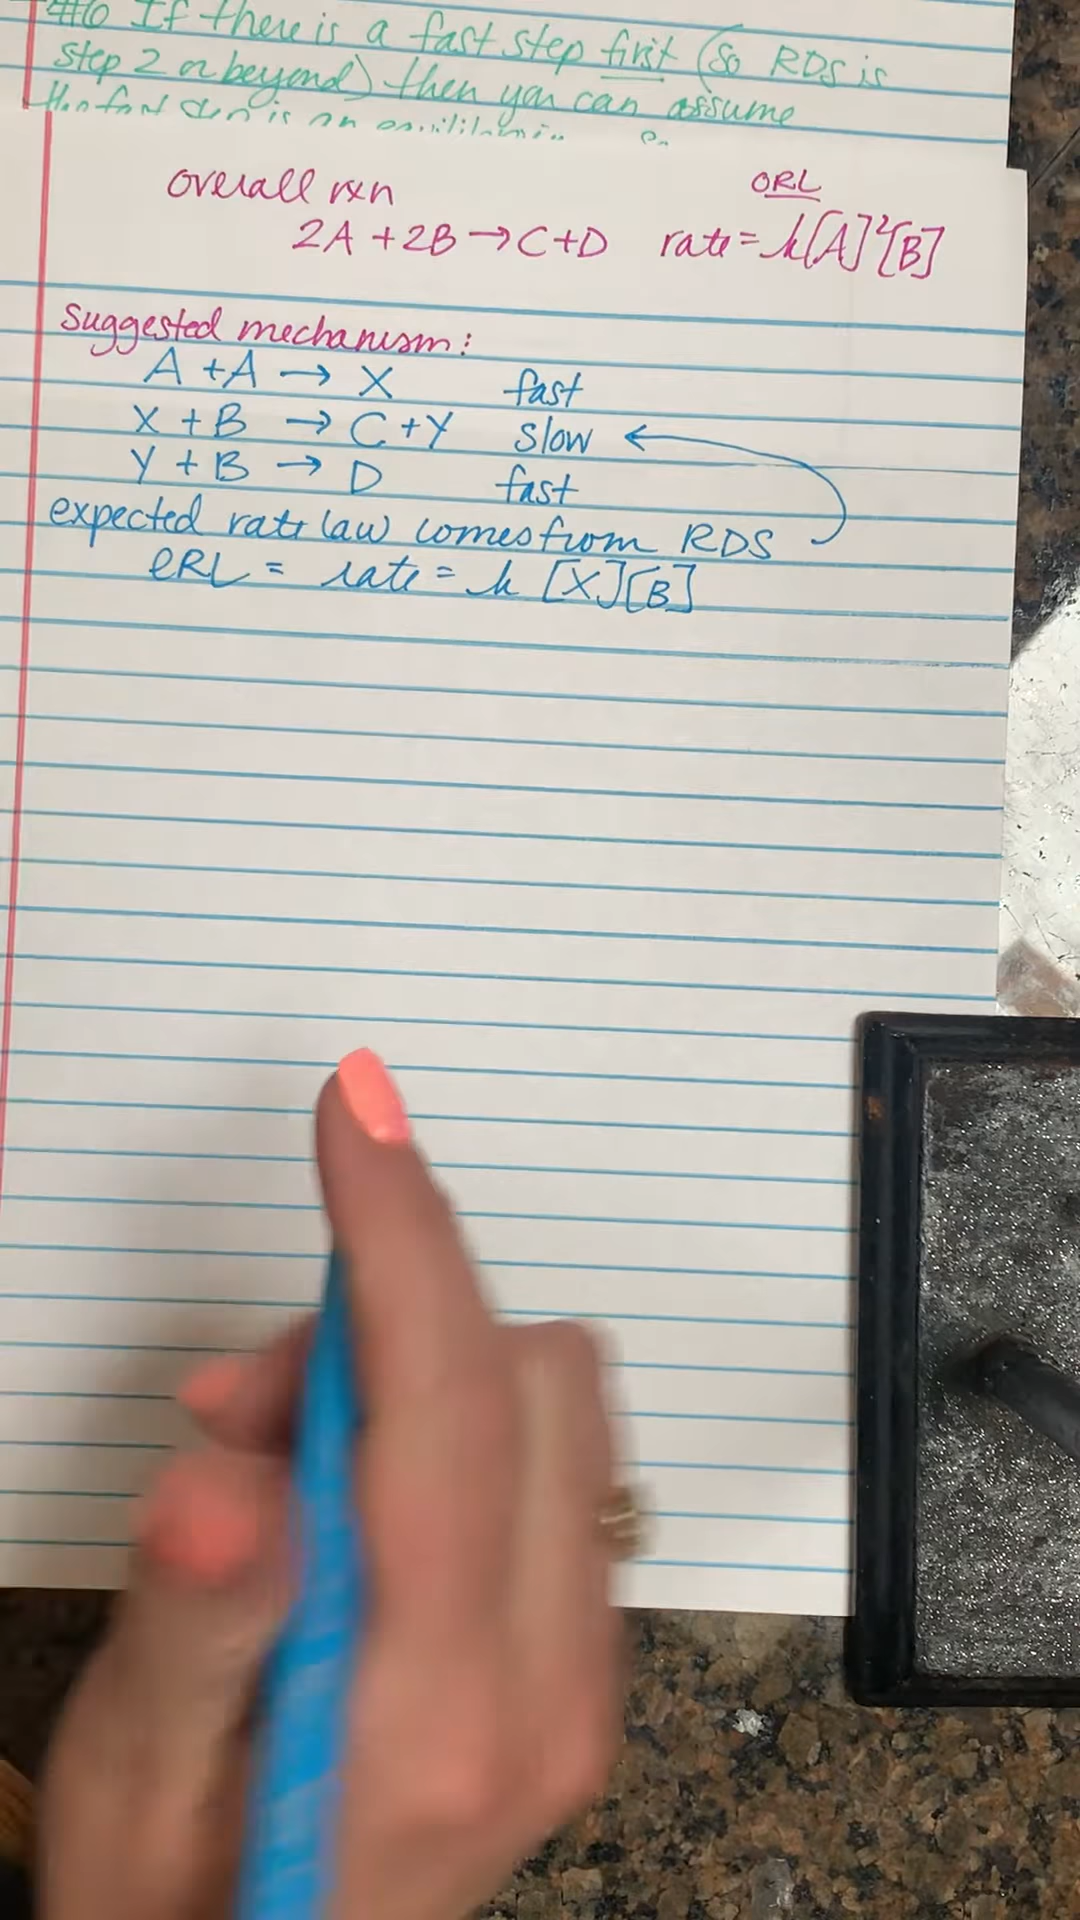 #6 If there is a fast step first (so RDS is
step 2 or beyond) then you can assume
overall rxn
ORL
2A + 2B → C + D rate = k[A]²[B]
suggested mechanism:
A + A → X fast
X + B → C + Y slow
Y + B → D fast
expected rate law comes from RDS
eRL = rate = k [X][B]